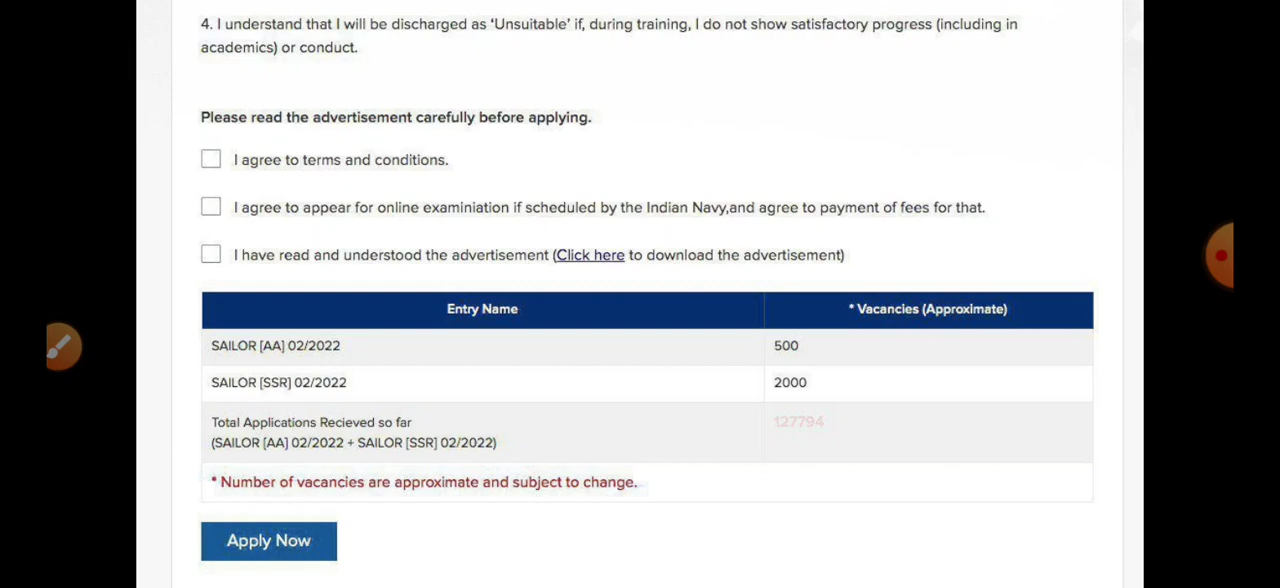 4. I understand that I will be discharged as ‘Unsuitable’ if, during training, I do not show satisfactory progress (including in
academics) or conduct.
Please read the advertisement carefully before applying.
I agree to terms and conditions.
I agree to appear for online examiniation if scheduled by the Indian Navy,and agree to payment of fees for that.
I have read and understood the advertisement (Click here to download the advertisement)
Entry Name * Vacancies (Approximate)
SAILOR [AA] 02/2022 500
SAILOR [SSR] 02/2022 2000
Total Applications Recieved so far 127794
(SAILOR [AA] 02/2022 + SAILOR [SSR] 02/2022)
* Number of vacancies are approximate and subject to change.
Apply Now